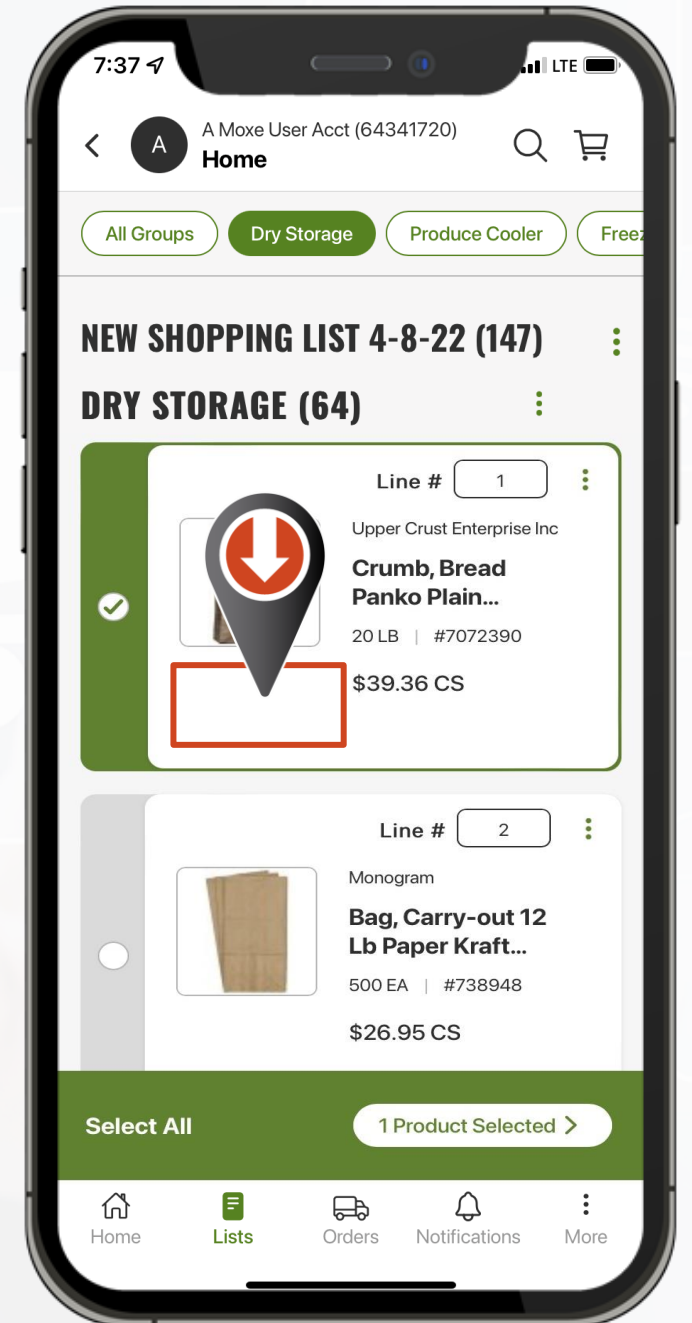 7:37
LTE
A
A Moxe User Acct (64341720)
Home
All Groups
Dry Storage
Produce Cooler
Freez
NEW SHOPPING LIST 4-8-22 (147)
DRY STORAGE (64)
Line # 1
Upper Crust Enterprise Inc
Crumb, Bread
Panko Plain...
20 LB | #7072390
$39.36 CS
Line # 2
Monogram
Bag, Carry-out 12
Lb Paper Kraft...
500 EA | #738948
$26.95 CS
Select All
1 Product Selected
Home
Lists
Orders
Notifications
More